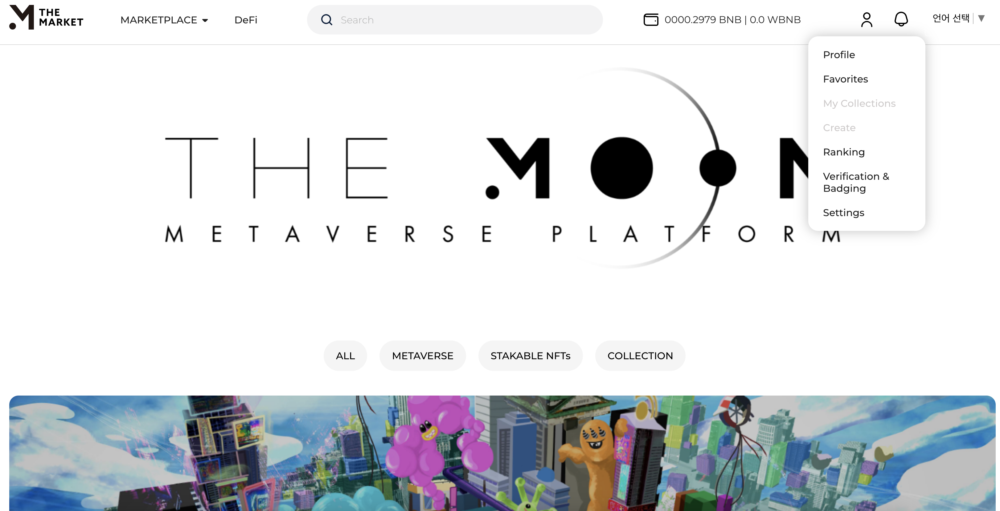 THE
MARKET
MARKETPLACE
DeFi
Search
0000.2979 BNB | 0.0 WBNB
언어 선택
Profile
Favorites
My Collections
Create
Ranking
Verification &
Badging
Settings
THE MOON
METAVERSE PLATFORM
ALL
METAVERSE
STAKABLE NFTs
COLLECTION